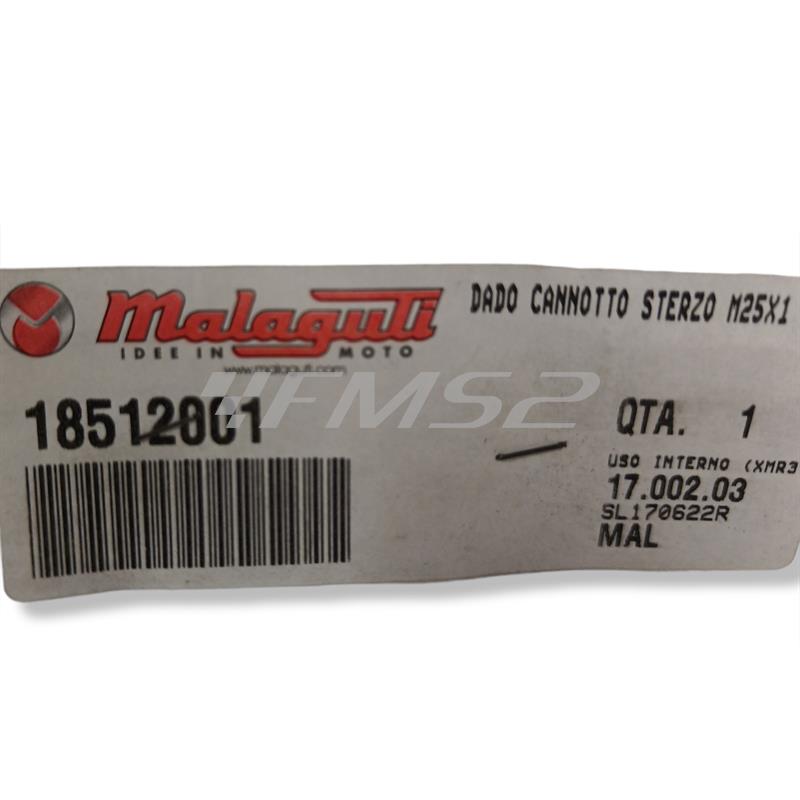 Malaguti
IDEE IN MOTO
www.malaguti.com
DADO CANNOTTO STERZO M25X1
18512001
QTA. 1
USO INTERNO (XMR3
17.002.03
SL170622R
MAL
FMS2